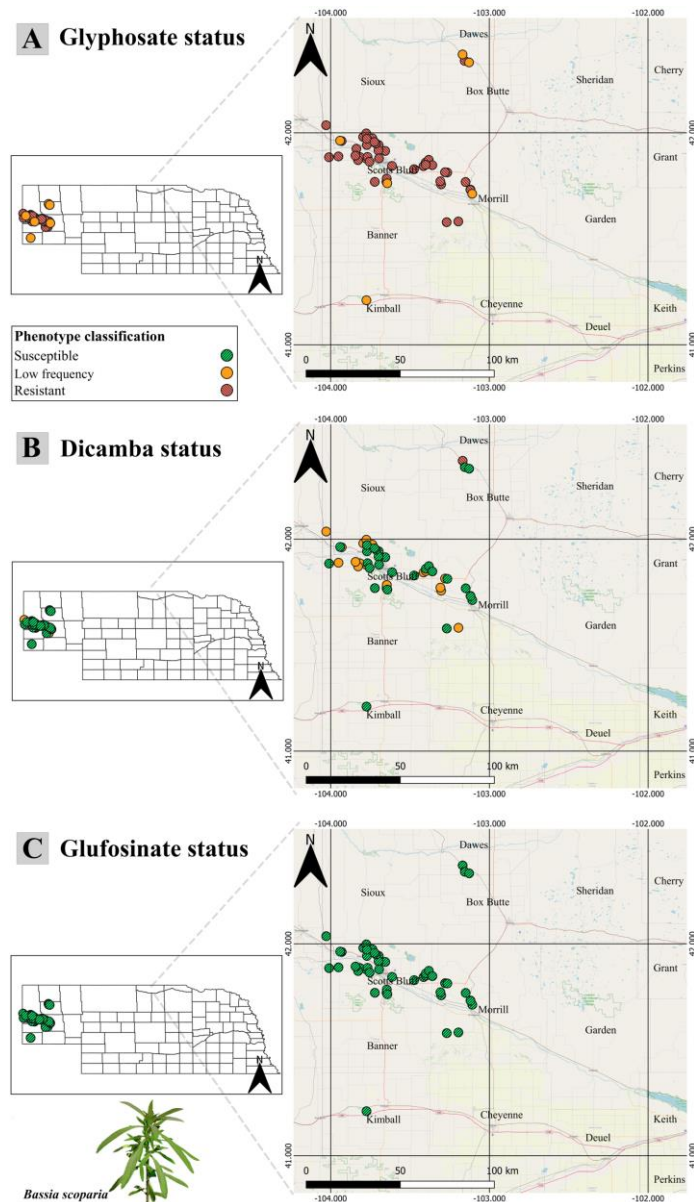 A Glyphosate status
-104.000 -103.000 -102.000
N
Dawes
Sioux
Cherry
Sheridan
Box Butte
42.000 42.000
Grant
Scotts Bluff
Morrill
Garden
Banner
N
Kimball
Cheyenne
Keith
Deuel
41.000 41.000
Perkins
0 50 100 km
-104.000 -103.000 -102.000
Phenotype classification
Susceptible
Low frequency
Resistant
B Dicamba status
-104.000 -103.000 -102.000
N
Dawes
Sioux
Cherry
Sheridan
Box Butte
42.000 42.000
Grant
Scotts Bluff
Morrill
Garden
Banner
N
Kimball
Cheyenne
Keith
Deuel
41.000 41.000
Perkins
0 50 100 km
-104.000 -103.000 -102.000
C Glufosinate status
-104.000 -103.000 -102.000
N
Dawes
Sioux
Cherry
Sheridan
Box Butte
42.000 42.000
Grant
Scotts Bluff
Morrill
Garden
Banner
N
Kimball
Cheyenne
Keith
Deuel
41.000 41.000
Perkins
0 50 100 km
-104.000 -103.000 -102.000
Bassia scoparia